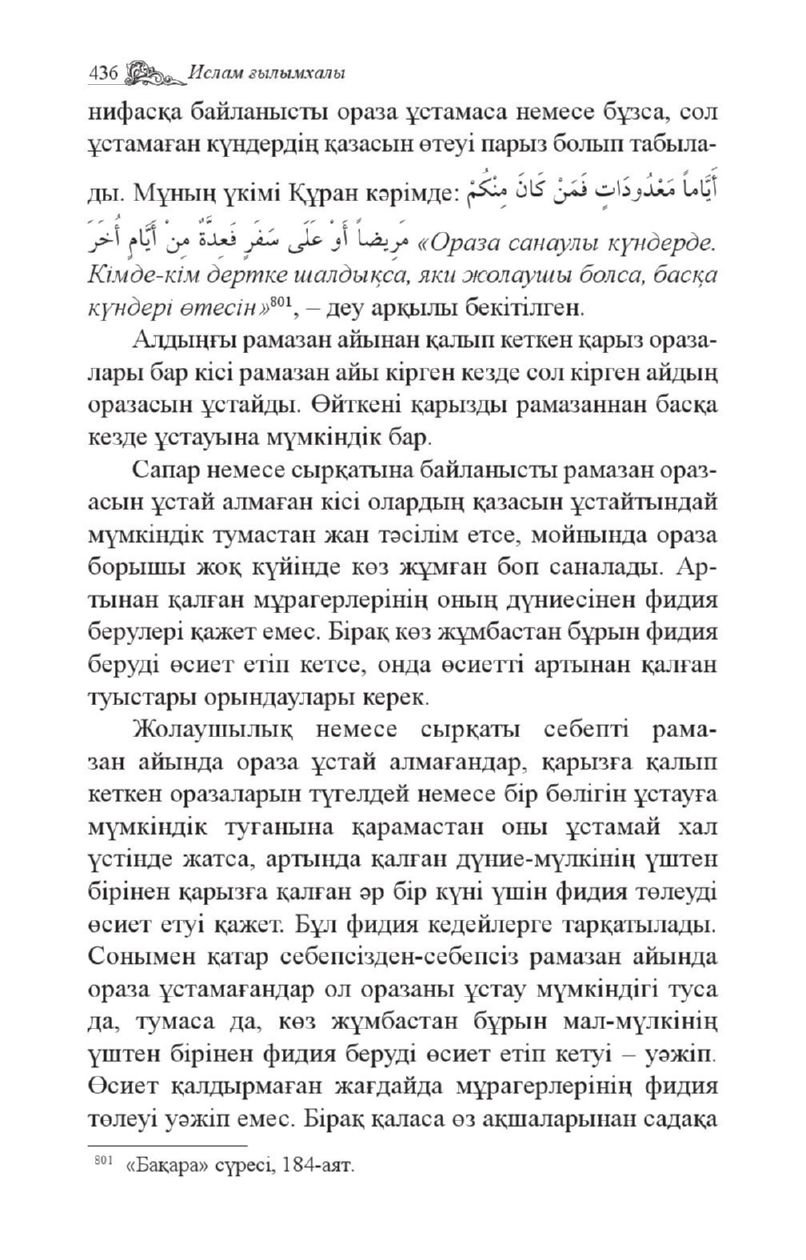 436 Ислам ғылымхалы
нифасқа байланысты ораза ұстамаса немесе бұзса, сол
ұстамаған күндердің қазасын өтеуі парыз болып табыла-
ды. Мұның үкімі Құран кәрімде: أَيَّاماً مَعْدُودَاتٍ فَمَنْ كَانَ مِنْكُمْ
مَرِيضاً أَوْ عَلَى سَفَرٍ فَعِدَّةٌ مِنْ أَيَّامٍ أُخَرَ «Ораза санаулы күндерде.
Кімде-кім дертке шалдықса, яки жолаушы болса, басқа
күндері өтесін»⁸⁰¹, – деу арқылы бекітілген.
Алдыңғы рамазан айынан қалып кеткен қарыз ораза-
лары бар кісі рамазан айы кірген кезде сол кірген айдың
оразасын ұстайды. Өйткені қарызды рамазаннан басқа
кезде ұстауына мүмкіндік бар.
Сапар немесе сырқатына байланысты рамазан ораз-
асын ұстай алмаған кісі олардың қазасын ұстайтындай
мүмкіндік тумастан жан тәсілім етсе, мойнында ораза
борышы жоқ күйінде көз жұмған боп саналады. Ар-
тынан қалған мұрагерлерінің оның дүниесінен фидия
берулері қажет емес. Бірақ көз жұмбастан бұрын фидия
беруді өсиет етіп кетсе, онда өсиетті артынан қалған
туыстары орындаулары керек.
Жолаушылық немесе сырқаты себепті рама-
зан айында ораза ұстай алмағандар, қарызға қалып
кеткен оразаларын түгелдей немесе бір бөлігін ұстауға
мүмкіндік туғанына қарамастан оны ұстамай хал
үстінде жатса, артында қалған дүние-мүлкінің үштен
бірінен қарызға қалған әр бір күні үшін фидия төлеуді
өсиет етуі қажет. Бұл фидия кедейлерге тарқатылады.
Сонымен қатар себепсізден-себепсіз рамазан айында
ораза ұстамағандар ол оразаны ұстау мүмкіндігі туса
да, тумаса да, көз жұмбастан бұрын мал-мүлкінің
үштен бірінен фидия беруді өсиет етіп кетуі – уәжіп.
Өсиет қалдырмаған жағдайда мұрагерлерінің фидия
төлеуі уәжіп емес. Бірақ қаласа өз ақшаларынан садақа
⁸⁰¹ «Бақара» сүресі, 184-аят.